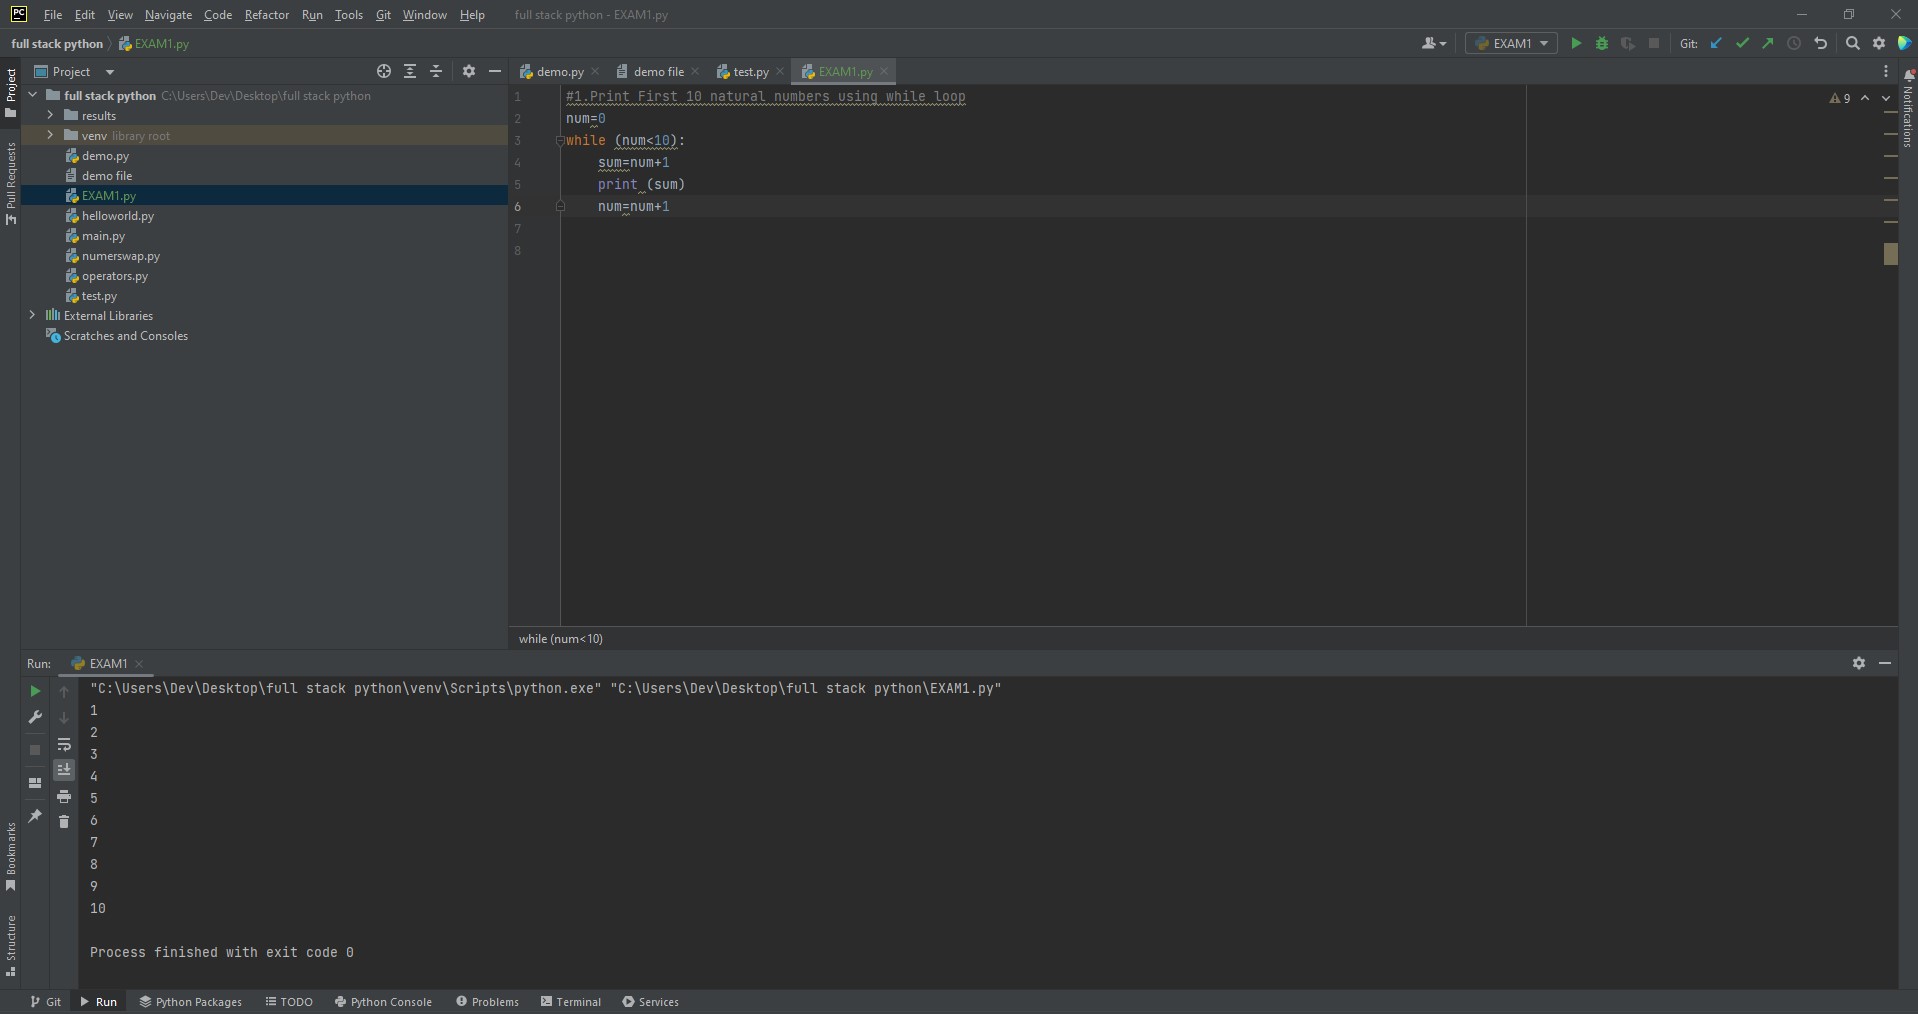 PC File Edit View Navigate Code Refactor Run Tools Git Window Help full stack python - EXAM1.py
full stack python EXAM1.py EXAM1 Git:
Project demo.py demo file test.py EXAM1.py
Project
Pull Requests
Bookmarks
Structure
Notifications
full stack python C:\Users\Dev\Desktop\full stack python
results
venv library root
demo.py
demo file
EXAM1.py
helloworld.py
main.py
numerswap.py
operators.py
test.py
External Libraries
Scratches and Consoles
1 #1.Print First 10 natural numbers using while loop
9
2 num=0
3 while (num<10):
4 sum=num+1
5 print (sum)
6 num=num+1
7
8
while (num<10)
Run: EXAM1
"C:\Users\Dev\Desktop\full stack python\venv\Scripts\python.exe" "C:\Users\Dev\Desktop\full stack python\EXAM1.py"
1
2
3
4
5
6
7
8
9
10
Process finished with exit code 0
Git Run Python Packages TODO Python Console Problems Terminal Services